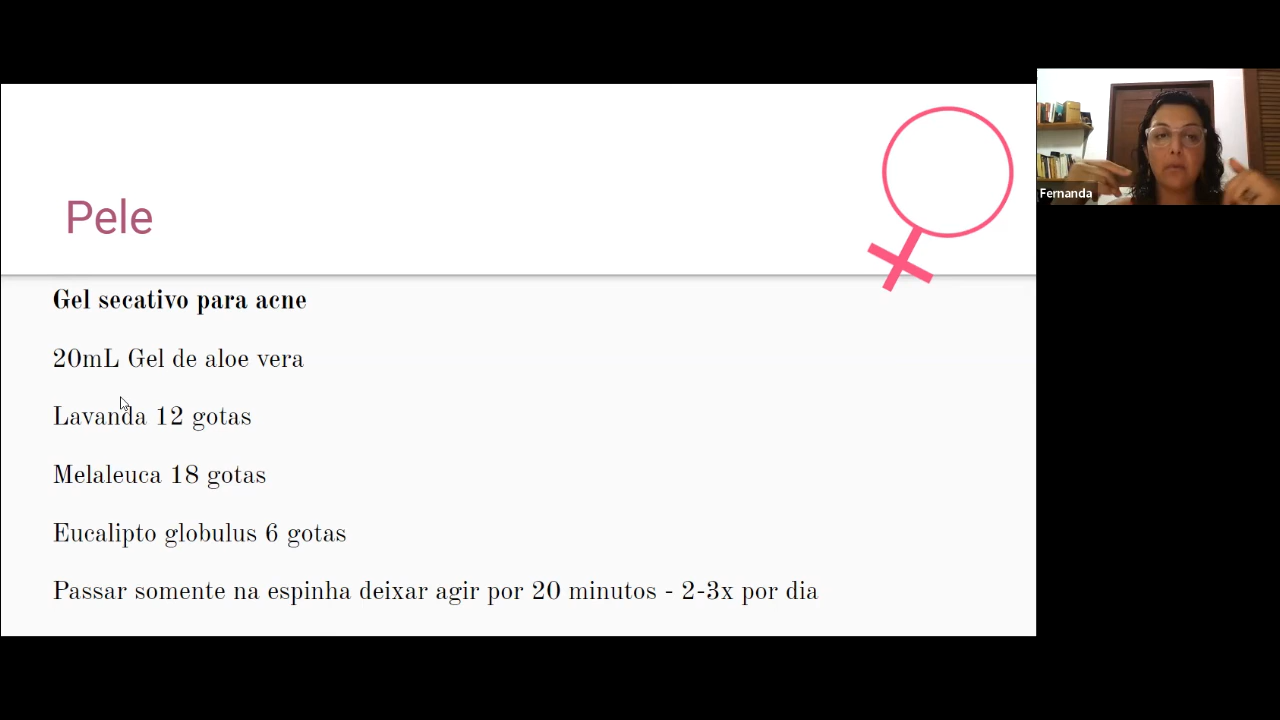 Pele
Gel secativo para acne
20mL Gel de aloe vera
Lavanda 12 gotas
Melaleuca 18 gotas
Eucalipto globulus 6 gotas
Passar somente na espinha deixar agir por 20 minutos - 2-3x por dia
Fernanda